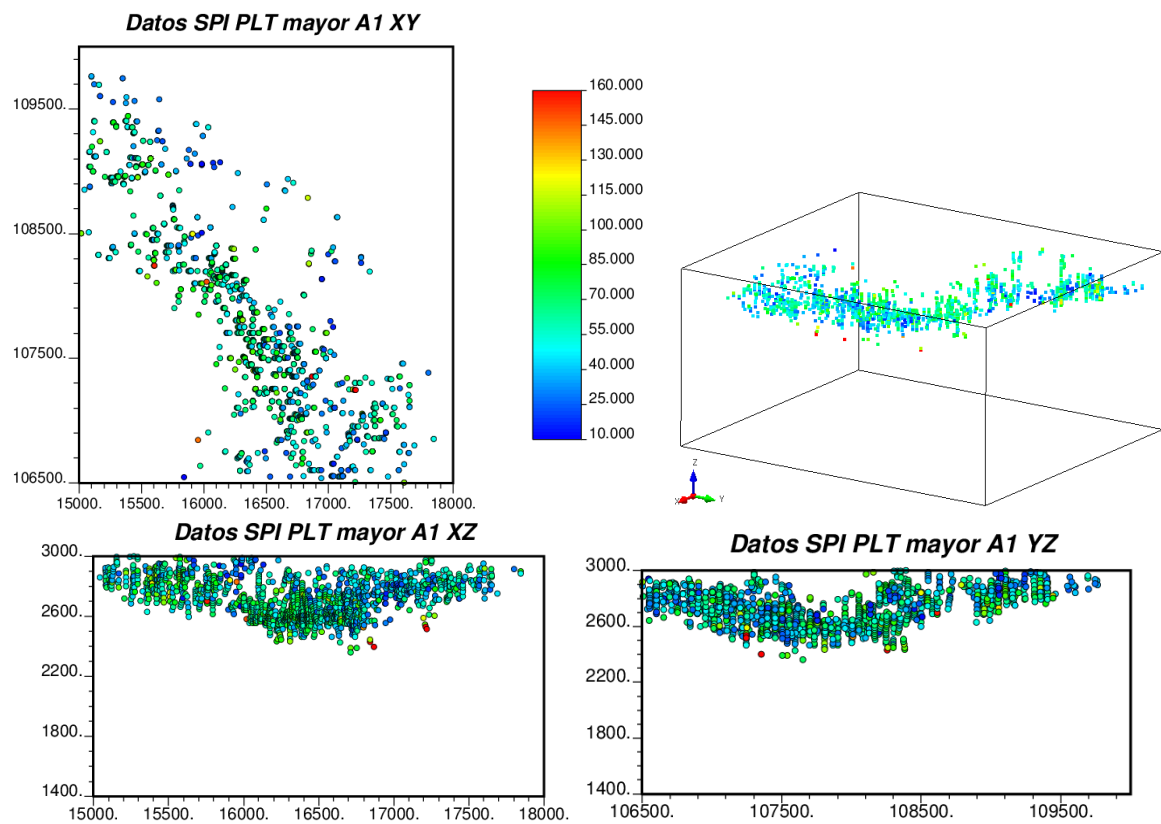 Datos SPI PLT mayor A1 XY
109500.
108500.
107500.
106500.
15000. 15500. 16000. 16500. 17000. 17500. 18000.
160.000
145.000
130.000
115.000
100.000
85.000
70.000
55.000
40.000
25.000
10.000
Z
X
Y
Datos SPI PLT mayor A1 XZ
3000.
2600.
2200.
1800.
1400.
15000. 15500. 16000. 16500. 17000. 17500. 18000.
Datos SPI PLT mayor A1 YZ
3000.
2600.
2200.
1800.
1400.
106500. 107500. 108500. 109500.